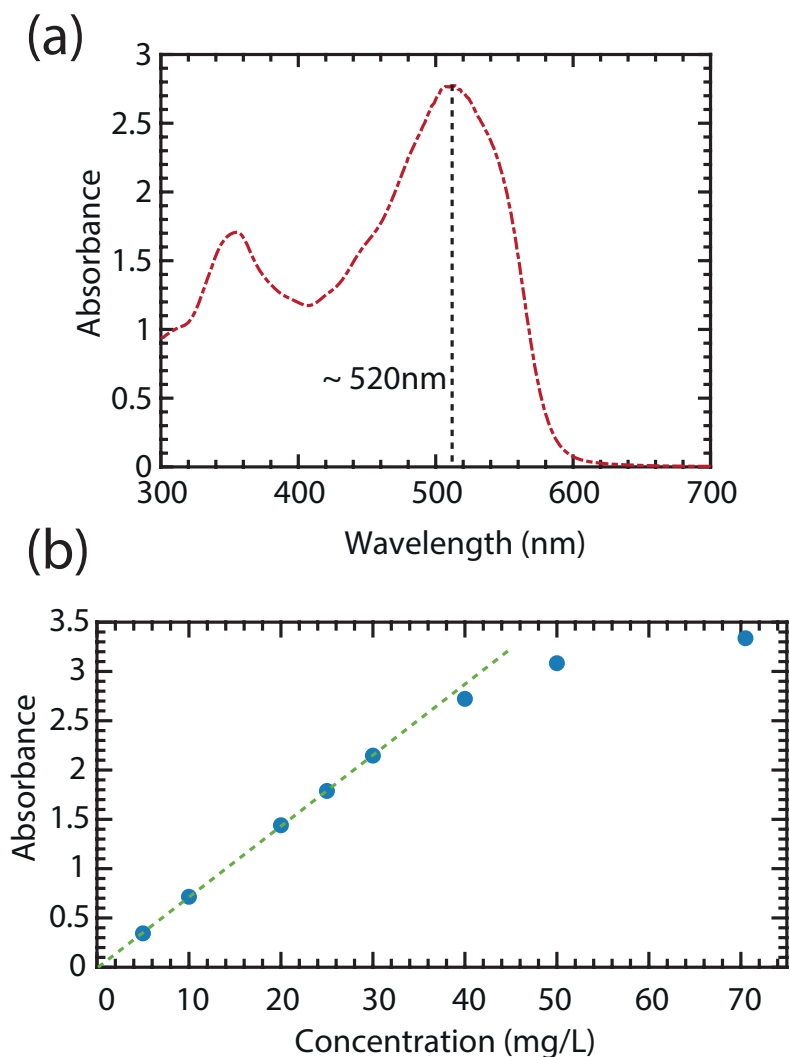 (a)
3
2.5
2
1.5
1
0.5
0
Absorbance
~ 520nm
300 400 500 600 700
Wavelength (nm)
(b)
3.5
3
2.5
2
1.5
1
0.5
0
Absorbance
0 10 20 30 40 50 60 70
Concentration (mg/L)